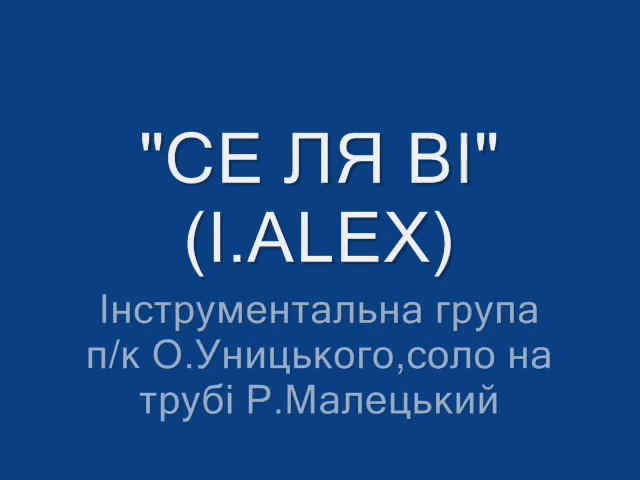 "СЕ ЛЯ ВІ"
(І.ALEX)
Інструментальна група
п/к О.Уницького,соло на
трубі Р.Малецький